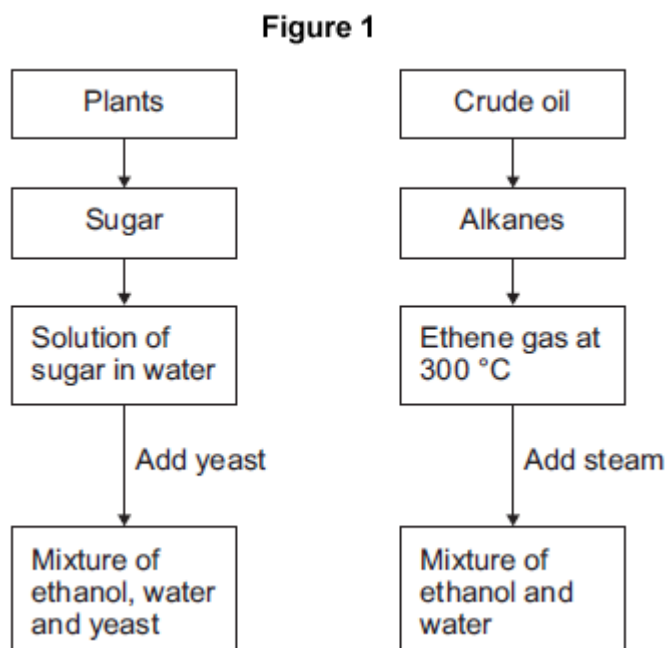 Figure 1
Plants
Sugar
Solution of
sugar in water
Add yeast
Mixture of
ethanol, water
and yeast
Crude oil
Alkanes
Ethene gas at
300 °C
Add steam
Mixture of
ethanol and
water